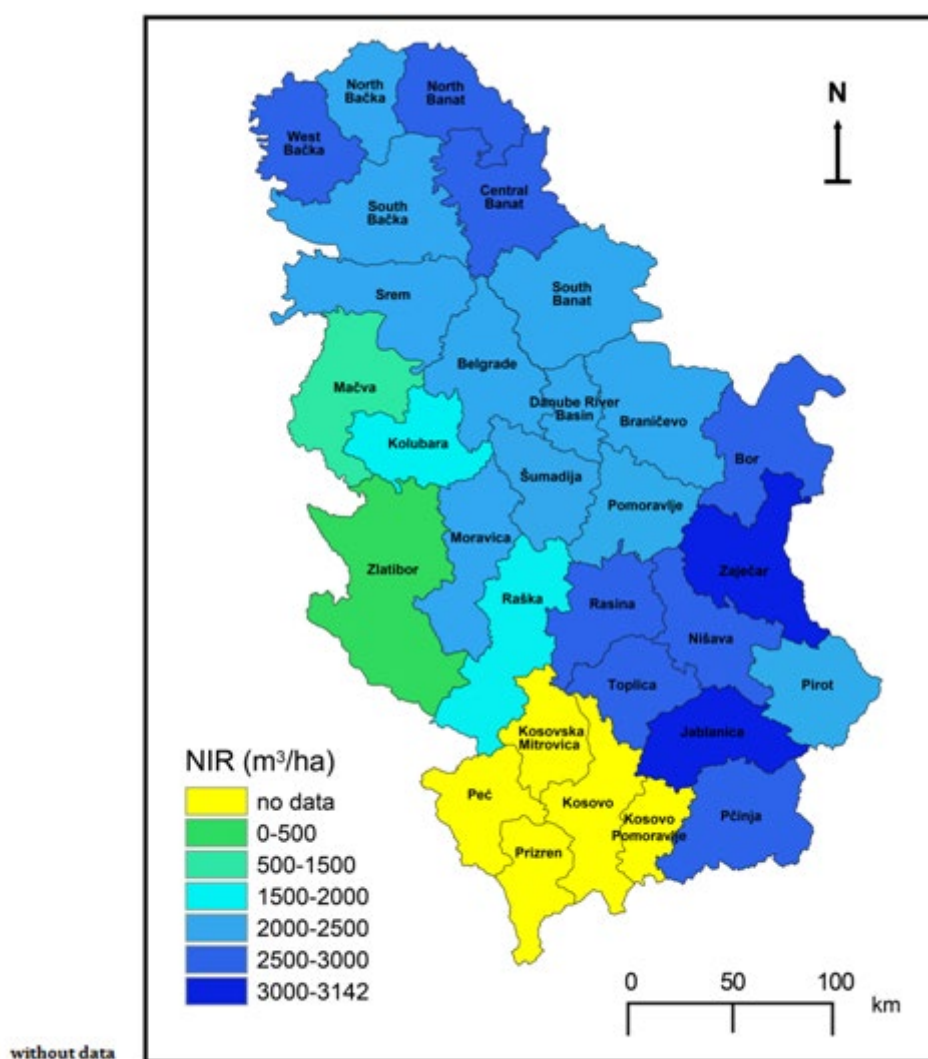 North
Bačka
North
Banat
West
Bačka
N
Central
Banat
South
Bačka
Srem
South
Banat
Belgrade
Mačva
Danube River
Basin
Braničevo
Kolubara
Bor
Šumadija
Pomoravlje
Moravica
Zlatibor
Zaječar
Raška
Rasina
Nišava
Toplica
Pirot
Jablanica
Kosovska
Mitrovica
Peć
Kosovo
Kosovo
Pomoravlje
Pčinja
Prizren
NIR (m³/ha)
no data
0-500
500-1500
1500-2000
2000-2500
2500-3000
3000-3142
0 50 100
km
without data